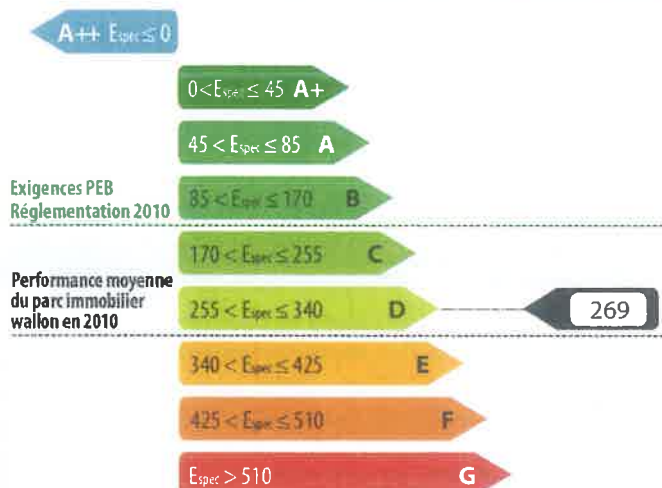 A++ Espec ≤ 0
0 < Espec ≤ 45 A+
45 < Espec ≤ 85 A
Exigences PEB
Réglementation 2010
85 < Espec ≤ 170 B
170 < Espec ≤ 255 C
Performance moyenne
du parc immobilier
wallon en 2010
255 < Espec ≤ 340 D
269
340 < Espec ≤ 425 E
425 < Espec ≤ 510 F
Espec > 510 G